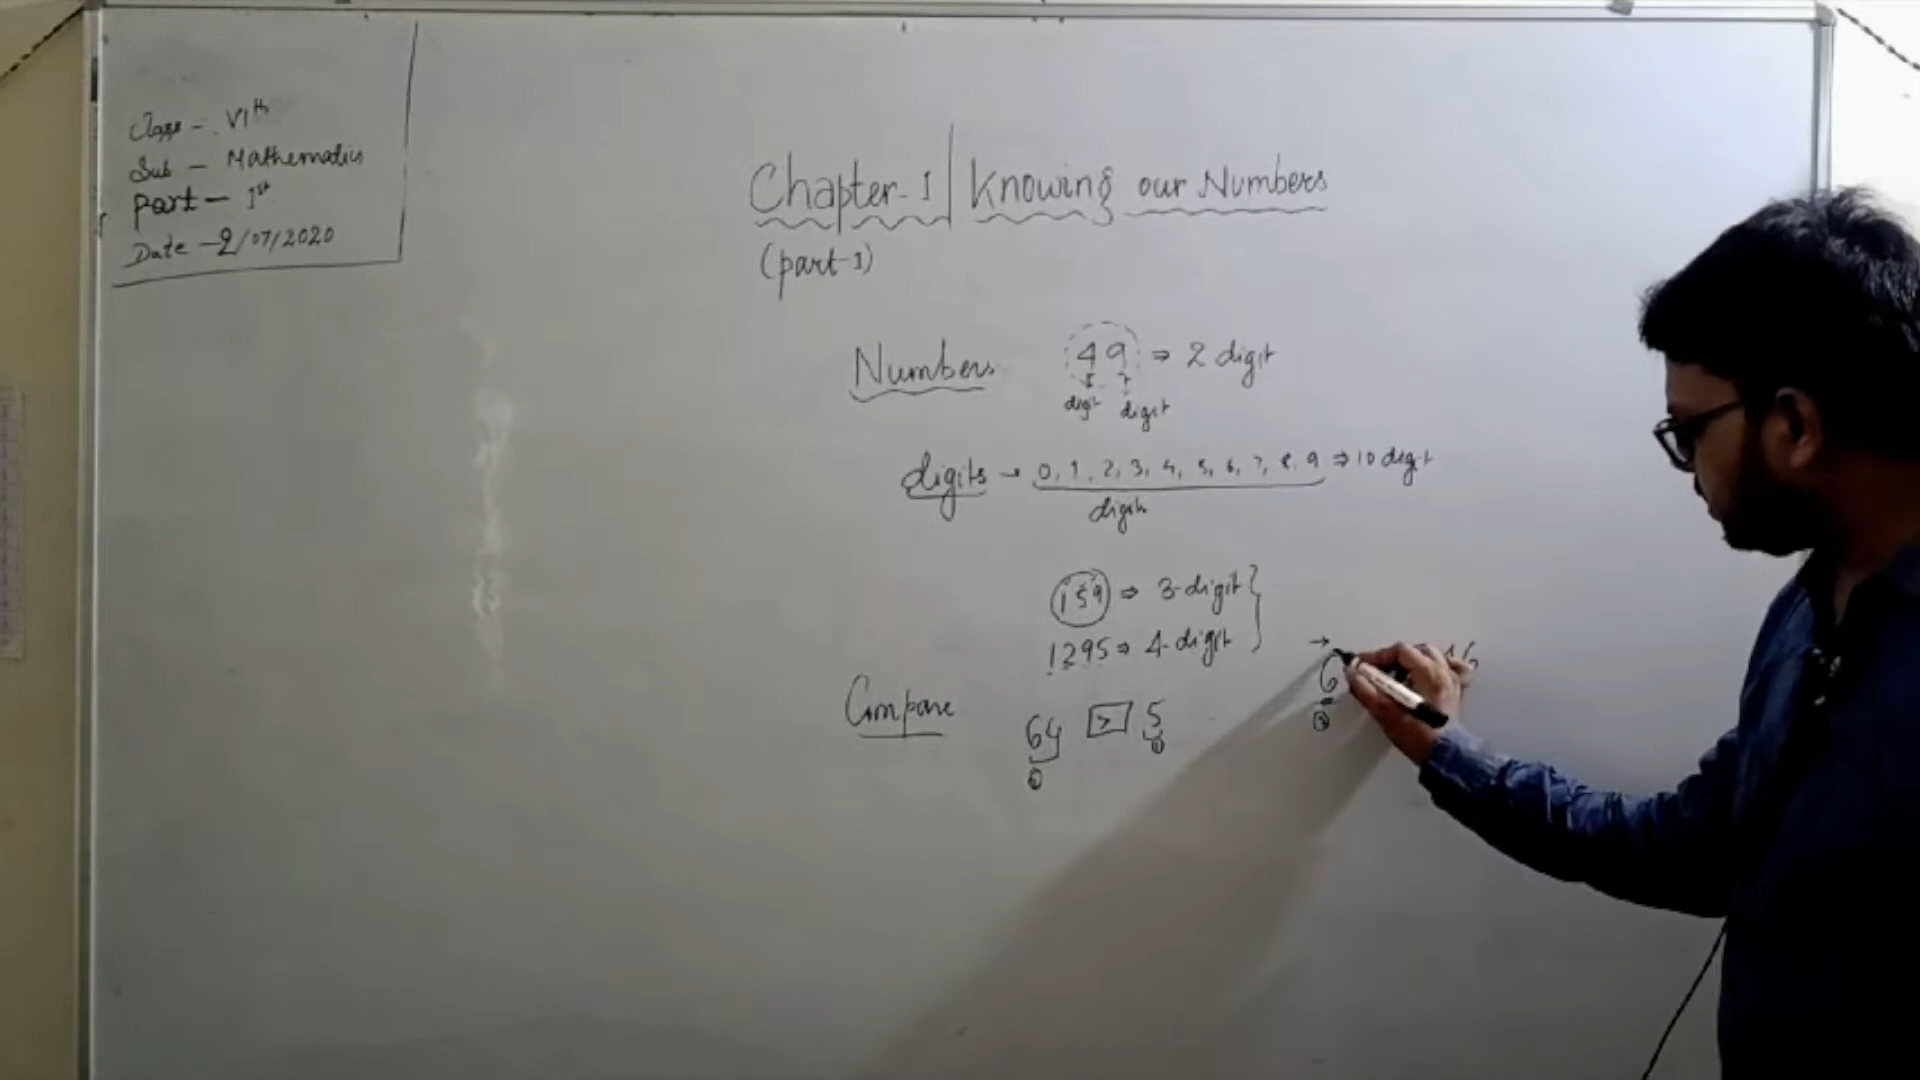 Class - VIth
Sub - Mathematics
Part - 1st
Date - 2/07/2020
Chapter-1 | Knowing our Numbers
(part-1)
Numbers 49 ⇒ 2 digit
digit digit
digits → 0, 1, 2, 3, 4, 5, 6, 7, 8, 9 ⇒ 10 digit
digits
159 ⇒ 3-digit
1295 ⇒ 4-digit
Compare 64 > 5